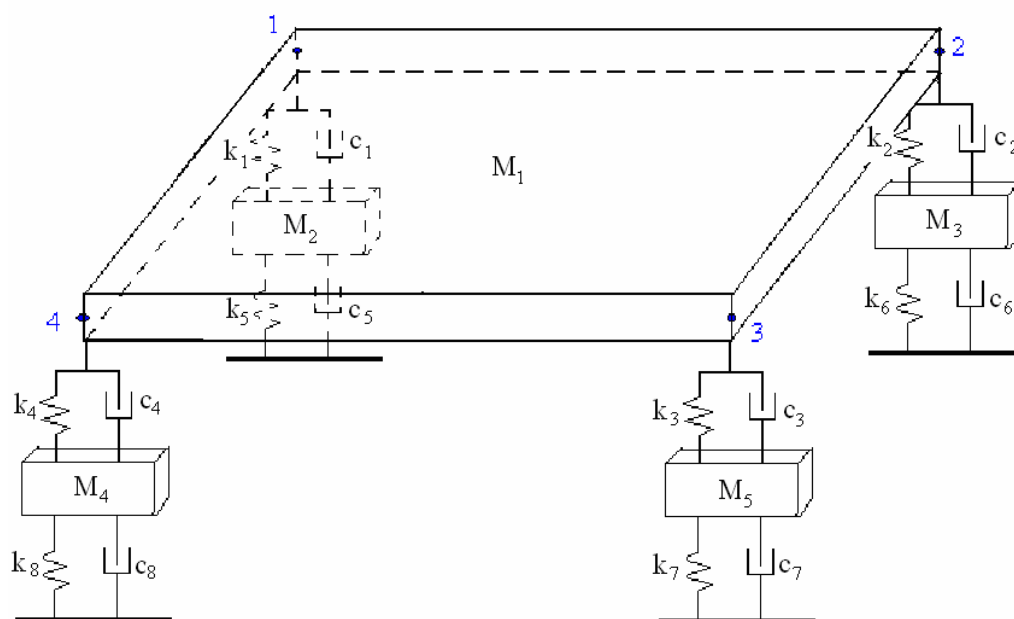 1
2
k₁
c₁
k₂
c₂
M₁
M₂
M₃
k₅
c₅
k₆
c₆
4
3
k₄
c₄
k₃
c₃
M₄
M₅
k₈
c₈
k₇
c₇